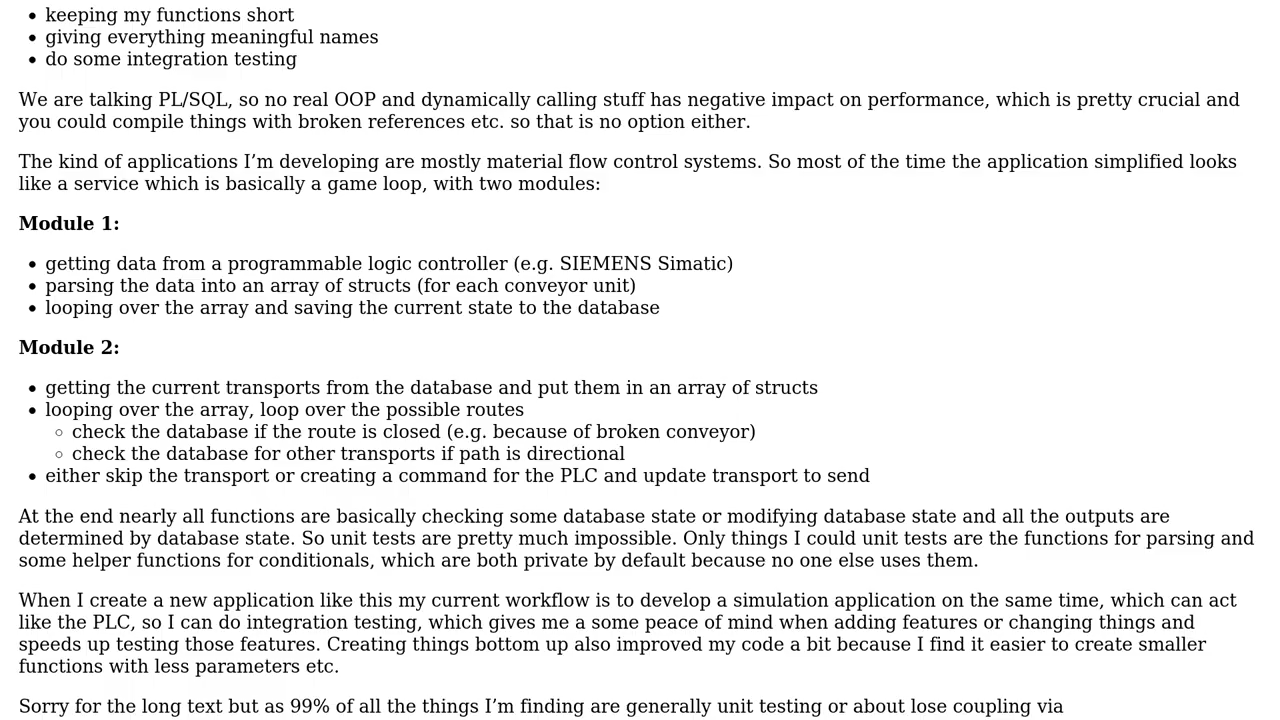 keeping my functions short
giving everything meaningful names
do some integration testing
We are talking PL/SQL, so no real OOP and dynamically calling stuff has negative impact on performance, which is pretty crucial and
you could compile things with broken references etc. so that is no option either.
The kind of applications I’m developing are mostly material flow control systems. So most of the time the application simplified looks
like a service which is basically a game loop, with two modules:
Module 1:
getting data from a programmable logic controller (e.g. SIEMENS Simatic)
parsing the data into an array of structs (for each conveyor unit)
looping over the array and saving the current state to the database
Module 2:
getting the current transports from the database and put them in an array of structs
looping over the array, loop over the possible routes
check the database if the route is closed (e.g. because of broken conveyor)
check the database for other transports if path is directional
either skip the transport or creating a command for the PLC and update transport to send
At the end nearly all functions are basically checking some database state or modifying database state and all the outputs are
determined by database state. So unit tests are pretty much impossible. Only things I could unit tests are the functions for parsing and
some helper functions for conditionals, which are both private by default because no one else uses them.
When I create a new application like this my current workflow is to develop a simulation application on the same time, which can act
like the PLC, so I can do integration testing, which gives me a some peace of mind when adding features or changing things and
speeds up testing those features. Creating things bottom up also improved my code a bit because I find it easier to create smaller
functions with less parameters etc.
Sorry for the long text but as 99% of all the things I’m finding are generally unit testing or about lose coupling via